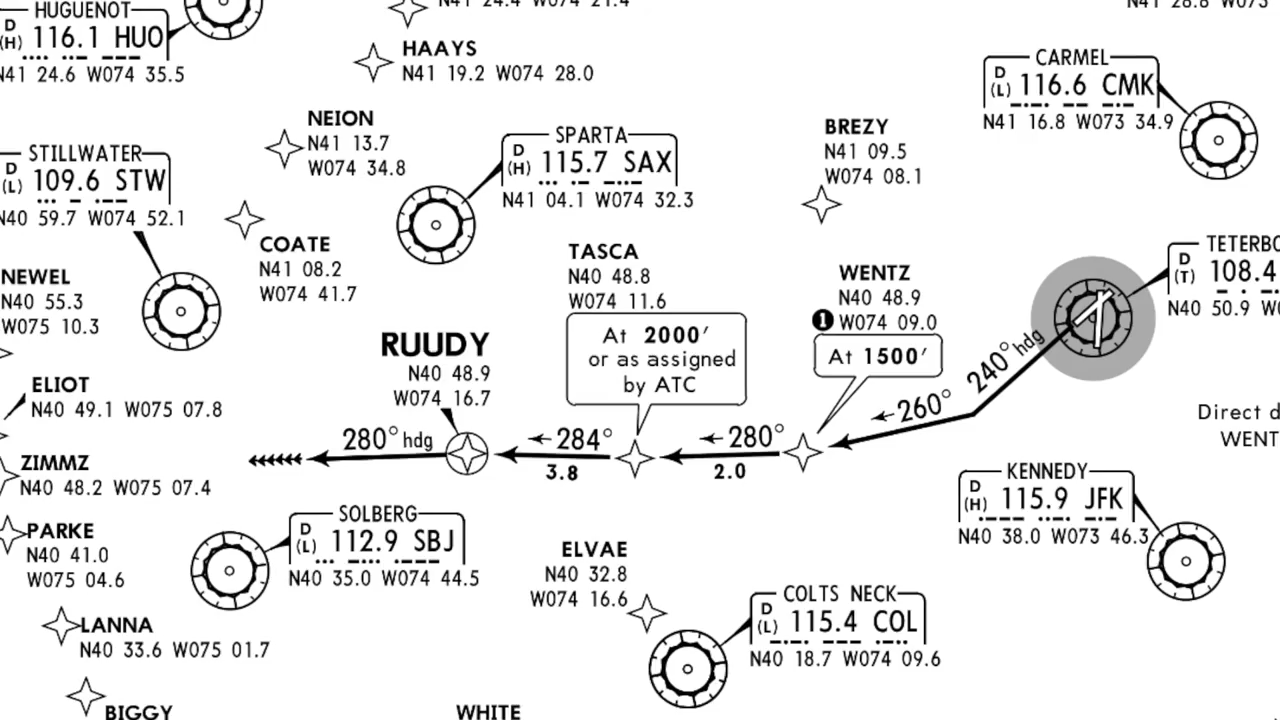 HUGUENOT
D
(H) 116.1 HUO
N41 24.6 W074 35.5
HAAYS
N41 19.2 W074 28.0
CARMEL
D
(L) 116.6 CMK
N41 16.8 W073 34.9
NEION
N41 13.7
W074 34.8
SPARTA
D
(H) 115.7 SAX
N41 04.1 W074 32.3
BREZY
N41 09.5
W074 08.1
STILLWATER
D
(L) 109.6 STW
N40 59.7 W074 52.1
COATE
N41 08.2
W074 41.7
TASCA
N40 48.8
W074 11.6
At 2000′
or as assigned
by ATC
WENTZ
N40 48.9
1 W074 09.0
At 1500′
D
(T) 108.4
N40 50.9
NEWEL
N40 55.3
W075 10.3
RUUDY
N40 48.9
W074 16.7
ELIOT
N40 49.1 W075 07.8
280° hdg
284°
3.8
280°
2.0
260°
240° hdg
Direct
ZIMMZ
N40 48.2 W075 07.4
KENNEDY
D
(H) 115.9 JFK
N40 38.0 W073 46.3
PARKE
N40 41.0
W075 04.6
SOLBERG
D
(L) 112.9 SBJ
N40 35.0 W074 44.5
ELVAE
N40 32.8
W074 16.6
COLTS NECK
D
(L) 115.4 COL
N40 18.7 W074 09.6
LANNA
N40 33.6 W075 01.7
BIGGY
WHITE